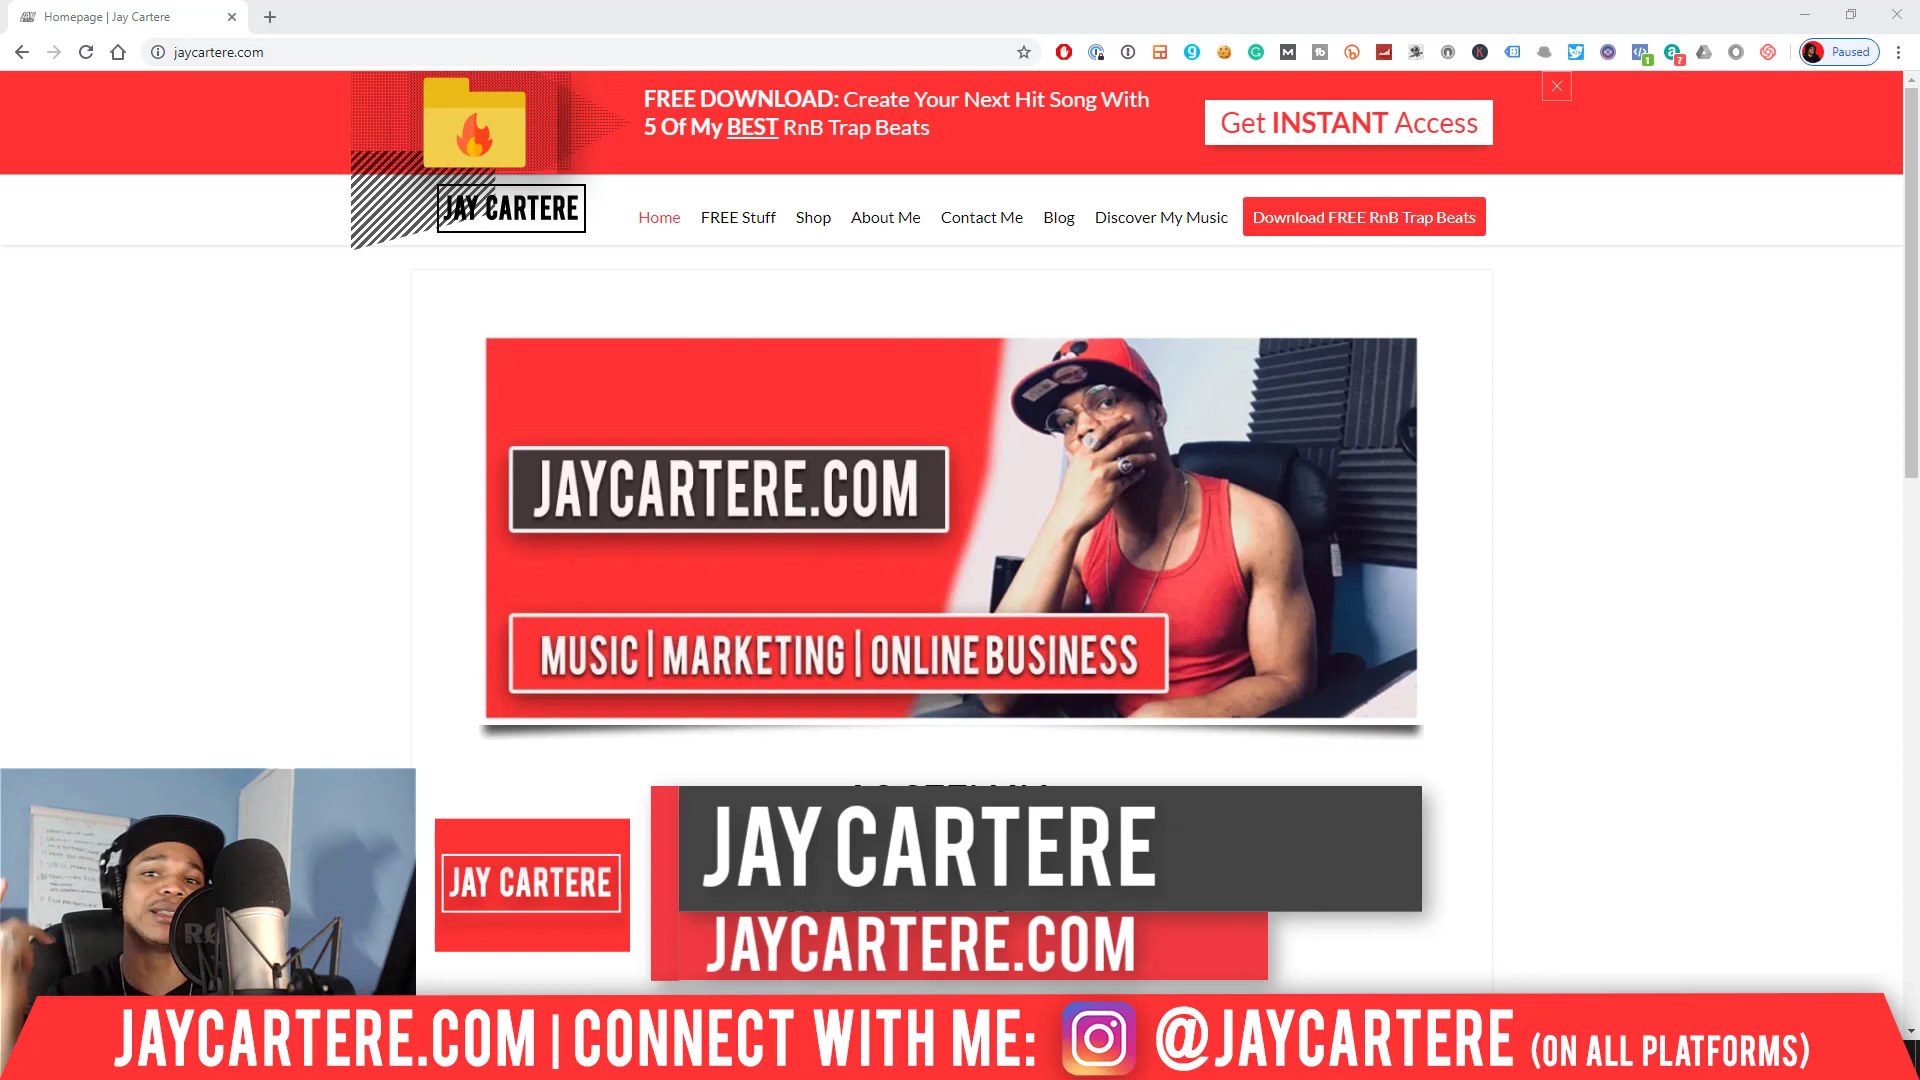 Homepage | Jay Cartere
jaycartere.com
Paused
FREE DOWNLOAD: Create Your Next Hit Song With
5 Of My BEST RnB Trap Beats
Get INSTANT Access
JAY CARTERE
Home
FREE Stuff
Shop
About Me
Contact Me
Blog
Discover My Music
Download FREE RnB Trap Beats
JAYCARTERE.COM
MUSIC | MARKETING | ONLINE BUSINESS
JAY CARTERE
JAY CARTERE
JAYCARTERE.COM
JAYCARTERE.COM | CONNECT WITH ME: @JAYCARTERE (ON ALL PLATFORMS)